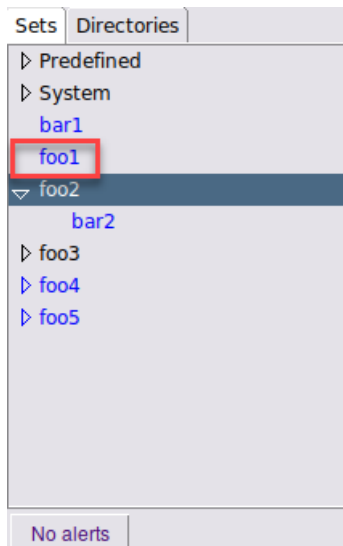 Sets Directories
Predefined
System
bar1
foo1
foo2
bar2
foo3
foo4
foo5
No alerts